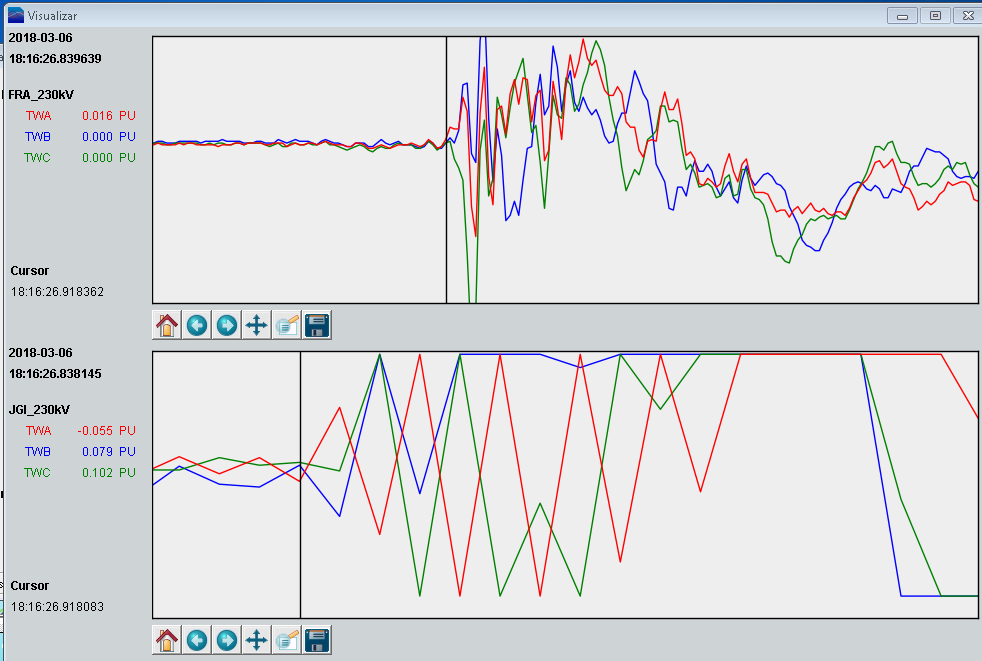 Visualizar
2018-03-06
18:16:26.839639
FRA_230kV
TWA 0.016 PU
TWB 0.000 PU
TWC 0.000 PU
Cursor
18:16:26.918362
2018-03-06
18:16:26.838145
JGI_230kV
TWA -0.055 PU
TWB 0.079 PU
TWC 0.102 PU
Cursor
18:16:26.918083